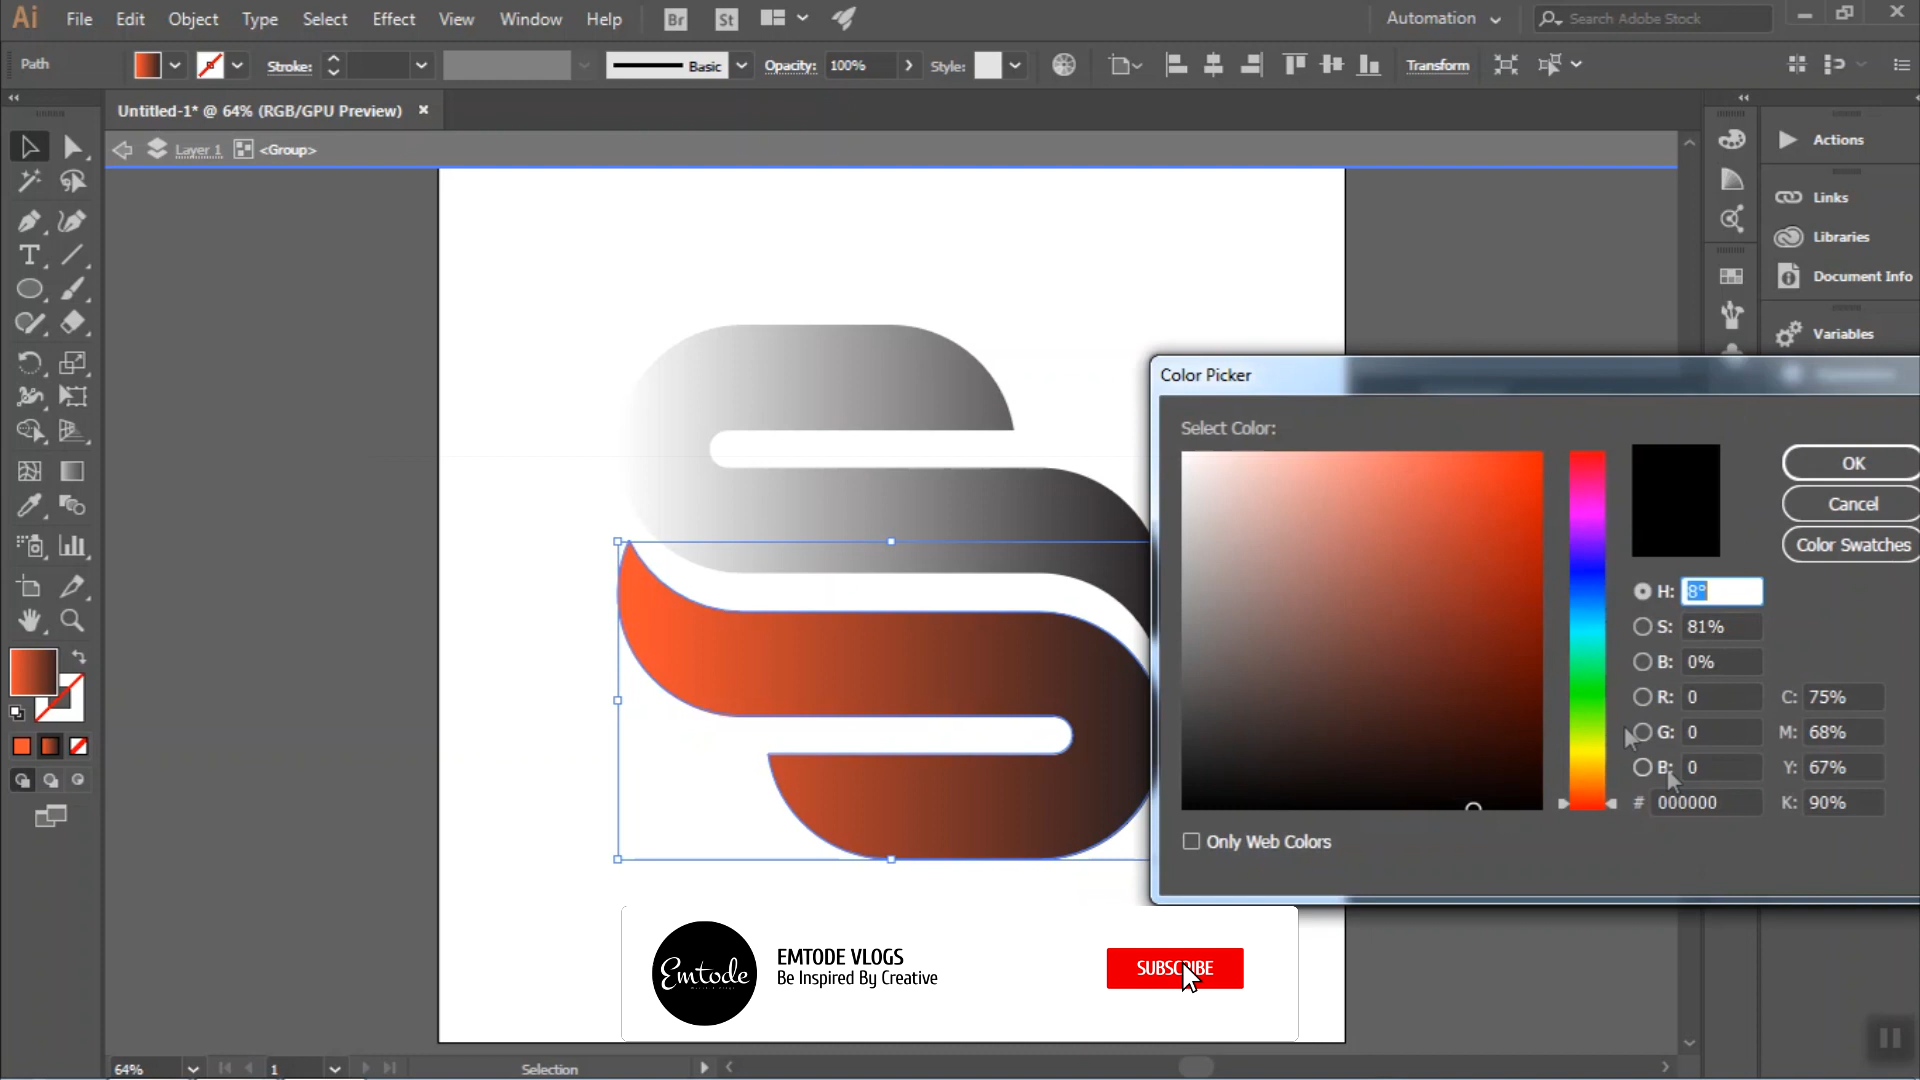 Ai File Edit Object Type Select Effect View Window Help Br St Automation Search Adobe Stock
Path Stroke: Basic Opacity: 100% Style: Transform
Untitled-1* @ 64% (RGB/GPU Preview)
Layer 1 <Group>
Actions
Links
Libraries
Document Info
Variables
Color Picker
Select Color:
OK
Cancel
Color Swatches
H: 8°
S: 81%
B: 0%
R: 0 C: 75%
G: 0 M: 68%
B: 0 Y: 67%
# 000000 K: 90%
Only Web Colors
Emtode
EMTODE VLOGS
Be Inspired By Creative
SUBSCRIBE
64% 1 Selection